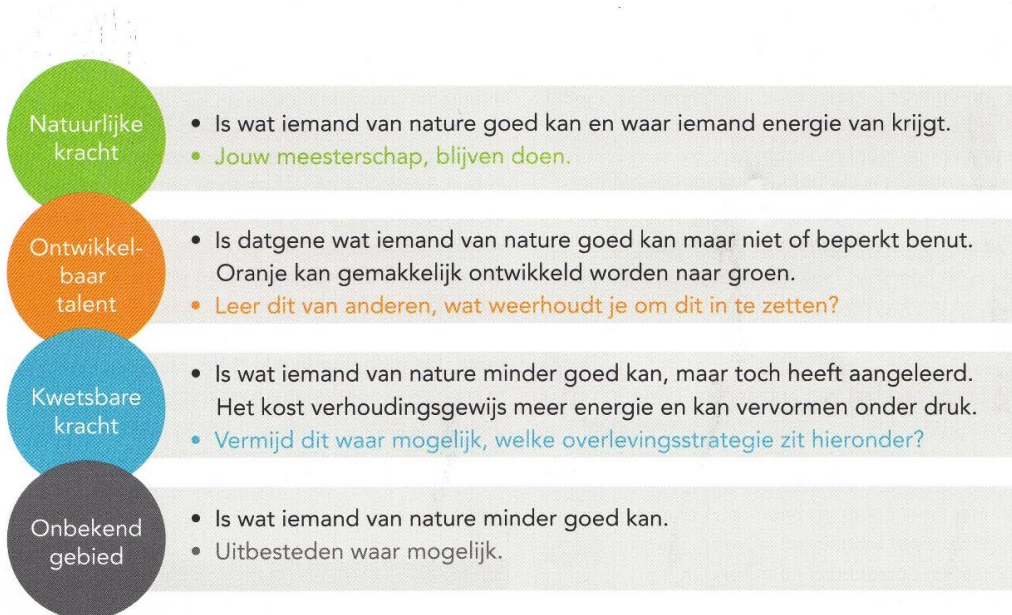 Natuurlijke
kracht
• Is wat iemand van nature goed kan en waar iemand energie van krijgt.
• Jouw meesterschap, blijven doen.
Ontwikkel-
baar
talent
• Is datgene wat iemand van nature goed kan maar niet of beperkt benut.
Oranje kan gemakkelijk ontwikkeld worden naar groen.
• Leer dit van anderen, wat weerhoudt je om dit in te zetten?
Kwetsbare
kracht
• Is wat iemand van nature minder goed kan, maar toch heeft aangeleerd.
Het kost verhoudingsgewijs meer energie en kan vervormen onder druk.
• Vermijd dit waar mogelijk, welke overlevingsstrategie zit hieronder?
Onbekend
gebied
• Is wat iemand van nature minder goed kan.
• Uitbesteden waar mogelijk.